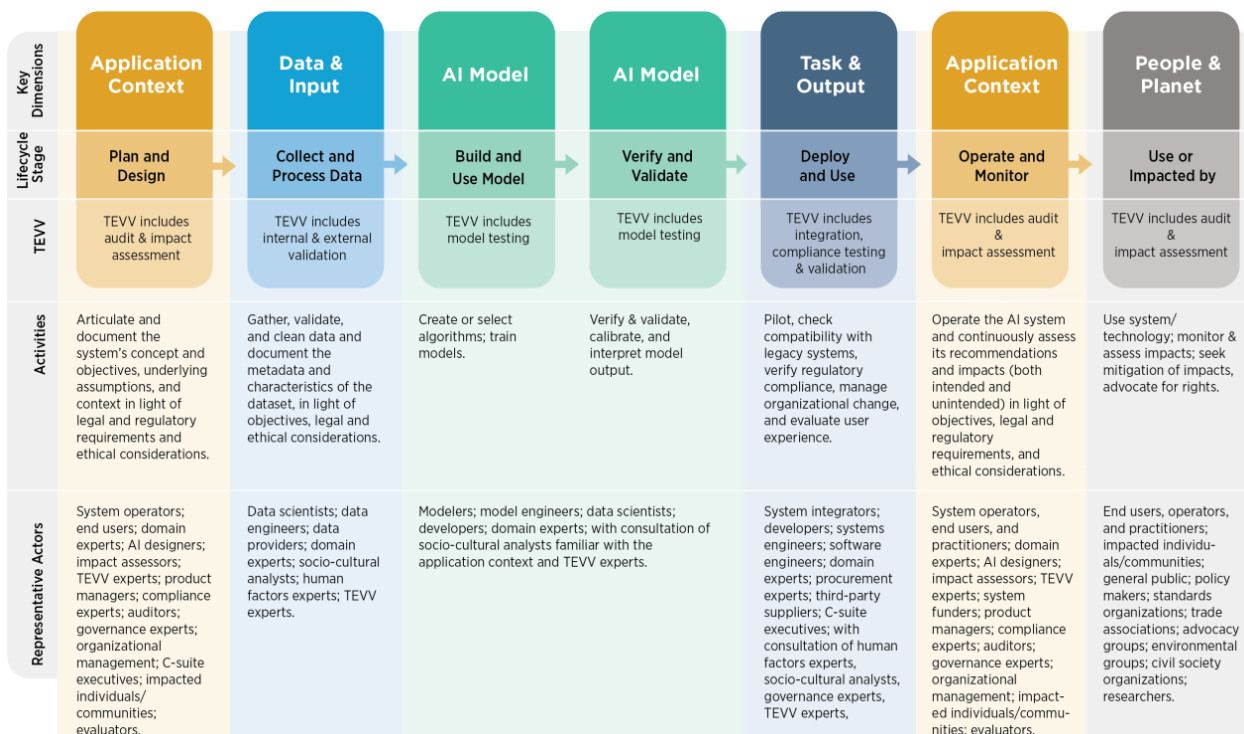 Key
Dimensions
Application
Context
Data &
Input
AI Model
AI Model
Task &
Output
Application
Context
People &
Planet
Lifecycle
Stage
Plan and
Design
Collect and
Process Data
Build and
Use Model
Verify and
Validate
Deploy
and Use
Operate and
Monitor
Use or
Impacted by
TEVV
TEVV includes
audit & impact
assessment
TEVV includes
internal & external
validation
TEVV includes
model testing
TEVV includes
model testing
TEVV includes
integration,
compliance testing
& validation
TEVV includes audit
&
impact assessment
TEVV includes audit
&
impact assessment
Activities
Articulate and
document the
system's concept and
objectives, underlying
assumptions, and
context in light of
legal and regulatory
requirements and
ethical considerations.
Gather, validate,
and clean data and
document the
metadata and
characteristics of the
dataset, in light of
objectives, legal and
ethical considerations.
Create or select
algorithms; train
models.
Verify & validate,
calibrate, and
interpret model
output.
Pilot, check
compatibility with
legacy systems,
verify regulatory
compliance, manage
organizational change,
and evaluate user
experience.
Operate the AI system
and continuously assess
its recommendations
and impacts (both
intended and
unintended) in light of
objectives, legal and
regulatory
requirements, and
ethical considerations.
Use system/
technology; monitor &
assess impacts; seek
mitigation of impacts,
advocate for rights.
Representative Actors
System operators;
end users; domain
experts; AI designers;
impact assessors;
TEVV experts; product
managers; compliance
experts; auditors;
governance experts;
organizational
management; C-suite
executives; impacted
individuals/
communities;
evaluators.
Data scientists; data
engineers; data
providers; domain
experts; socio-cultural
analysts; human
factors experts; TEVV
experts.
Modelers; model engineers; data scientists;
developers; domain experts; with consultation of
socio-cultural analysts familiar with the
application context and TEVV experts.
System integrators;
developers; systems
engineers; software
engineers; domain
experts; procurement
experts; third-party
suppliers; C-suite
executives; with
consultation of human
factors experts,
socio-cultural analysts,
governance experts,
TEVV experts,
System operators,
end users, and
practitioners; domain
experts; AI designers;
impact assessors; TEVV
experts; system
funders; product
managers; compliance
experts; auditors;
governance experts;
organizational
management; impact-
ed individuals/commu-
nities; evaluators.
End users, operators,
and practitioners;
impacted individu-
als/communities;
general public; policy
makers; standards
organizations; trade
associations; advocacy
groups; environmental
groups; civil society
organizations;
researchers.